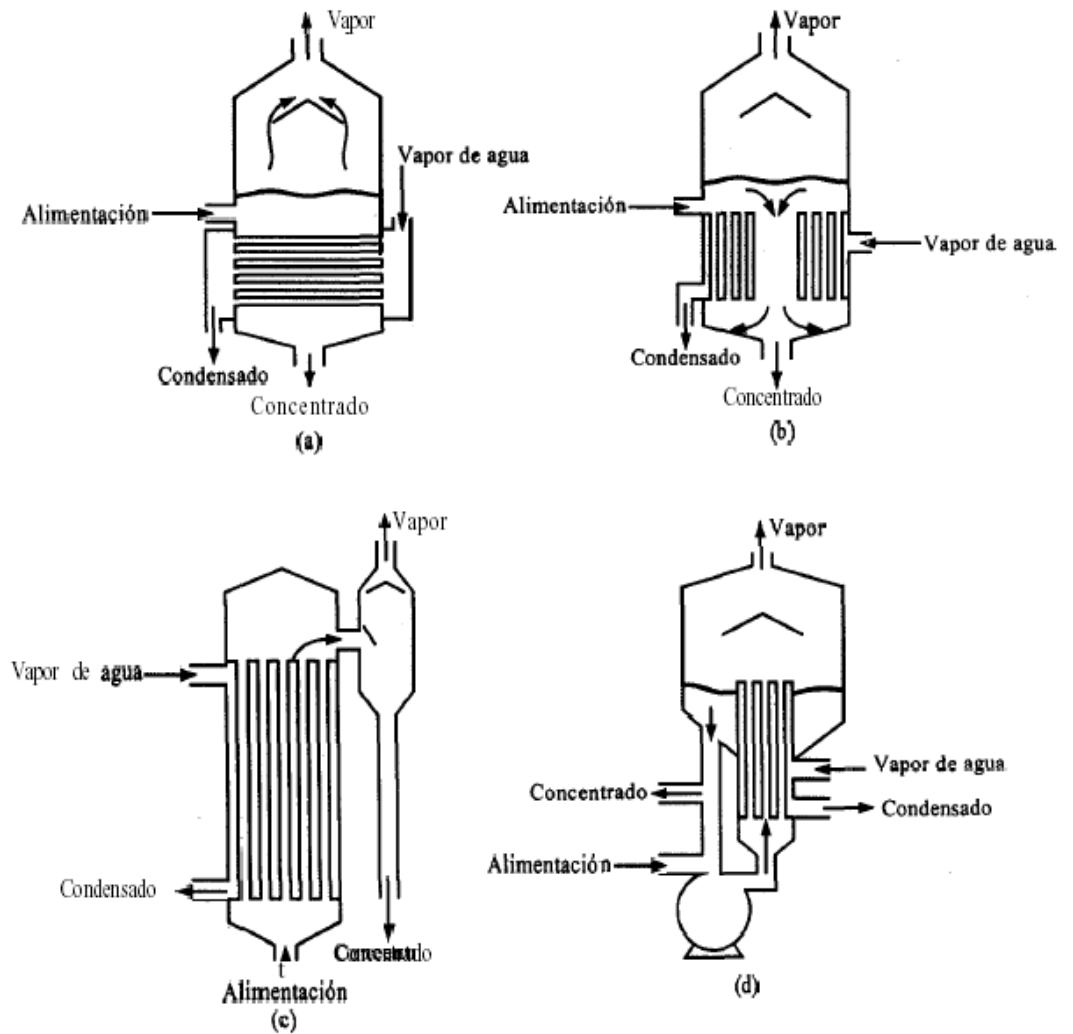 Vapor
Vapor de agua
Alimentación
Condensado
Concentrado
(a)
Vapor
Alimentación
Vapor de agua
Condensado
Concentrado
(b)
Vapor
Vapor de agua
Condensado
Alimentación
(c)
Vapor
Vapor de agua
Concentrado
Condensado
Alimentación
(d)